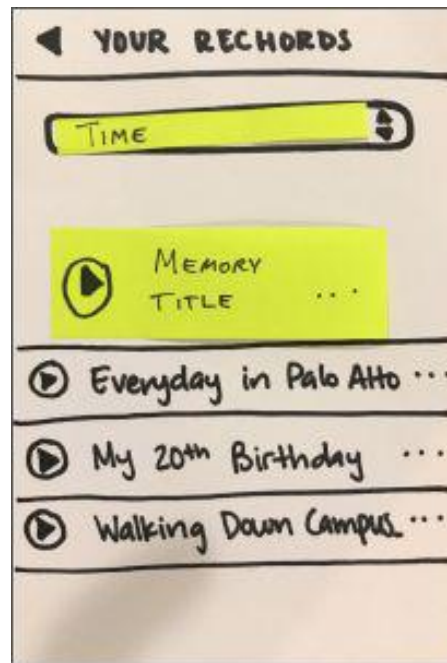 YOUR RECHORDS
TIME
MEMORY
TITLE ...
Everyday in Palo Alto ...
My 20th Birthday ...
Walking Down Campus ...